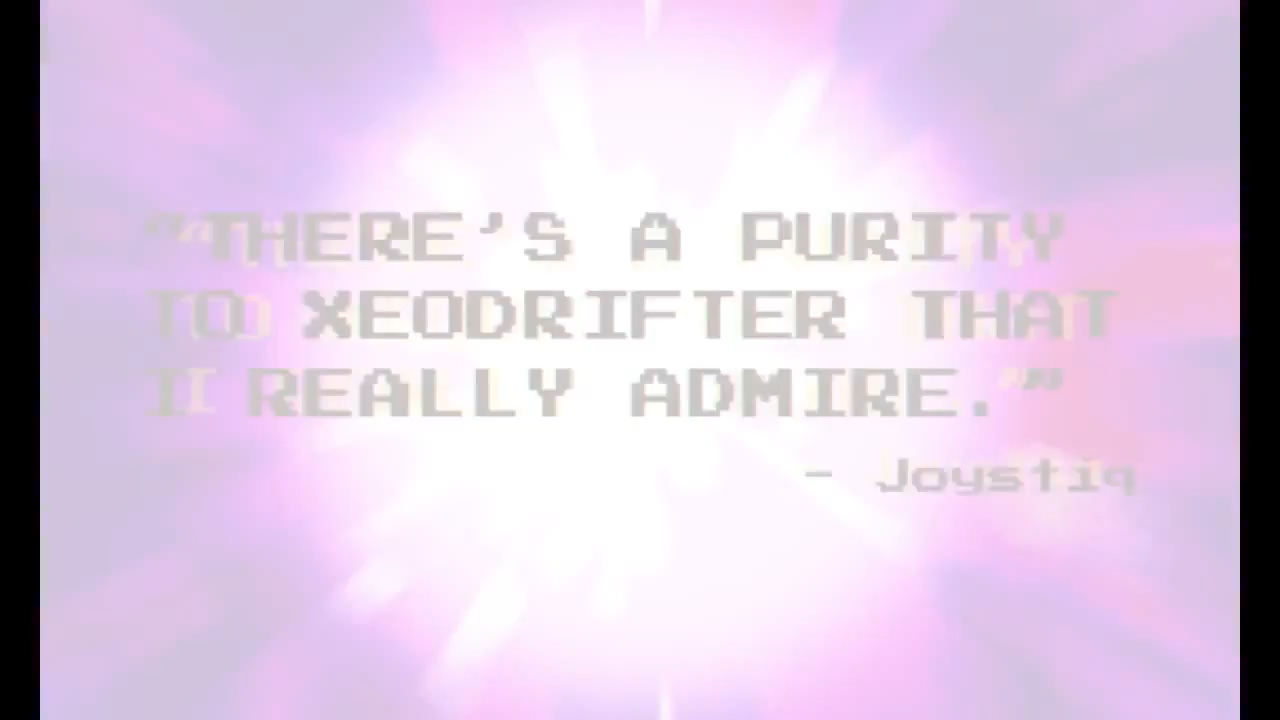 “THERE’S A PURITY
TO XEODRIFTER THAT
I REALLY ADMIRE.”
- Joystiq